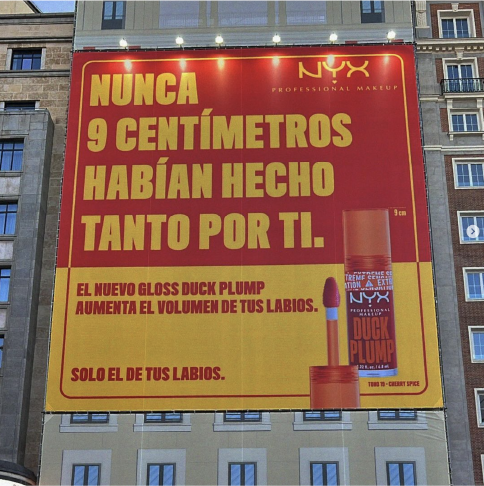 NYX
PROFESSIONAL MAKEUP
NUNCA
9 CENTÍMETROS
HABÍAN HECHO
TANTO POR TI.
9 cm
EL NUEVO GLOSS DUCK PLUMP
AUMENTA EL VOLUMEN DE TUS LABIOS.
NYX
PROFESSIONAL
MAKEUP
DUCK
PLUMP
SOLO EL DE TUS LABIOS.
TONO 19 - CHERRY SPICE